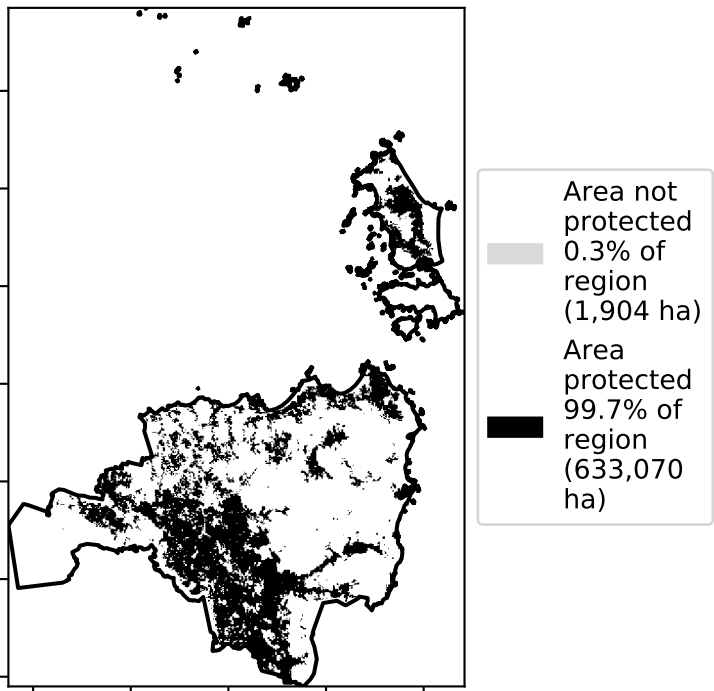 Area not
protected
0.3% of
region
(1,904 ha)
Area
protected
99.7% of
region
(633,070
ha)